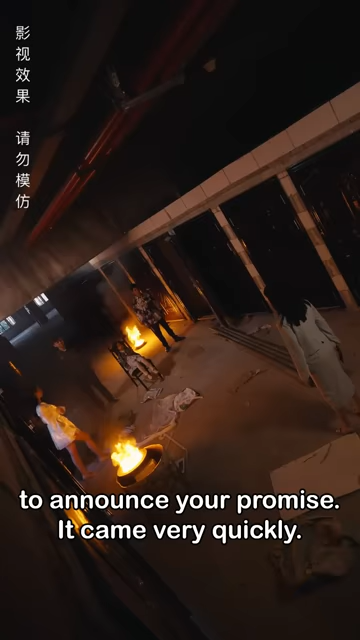 影视效果 请勿模仿
to announce your promise.
It came very quickly.